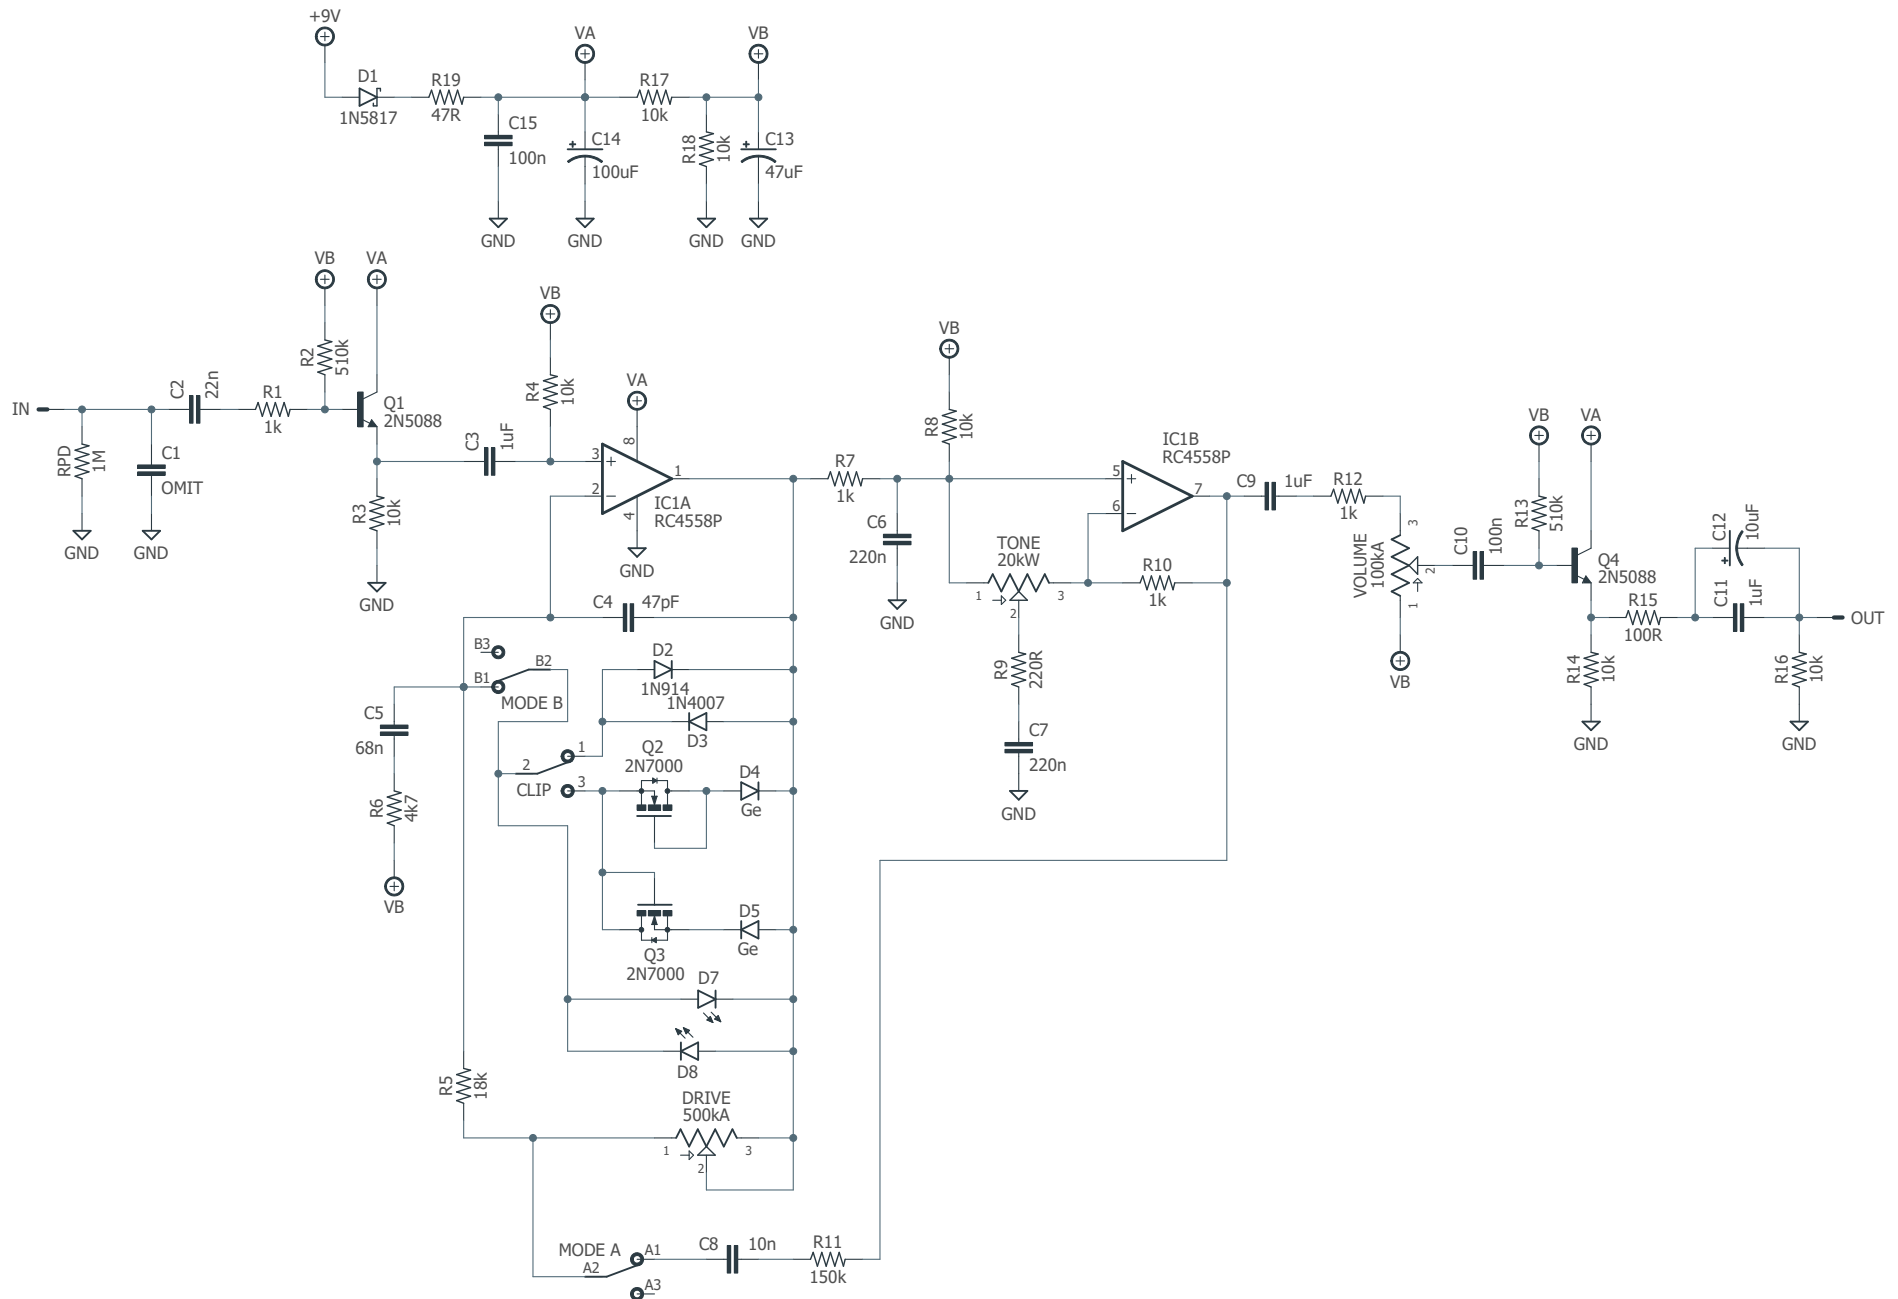 +9V
D1
1N5817
R19
47R
C15
100n
VA
C14
100uF
R17
10k
VB
R18
10k
C13
47uF
GND
GND
GND
GND
IN
RPD
1M
GND
C1
OMIT
GND
C2
22n
R1
1k
VB
R2
510k
VA
Q1
2N5088
R3
10k
GND
C3
1uF
VB
R4
10k
VA
8
3
+
2
−
1
4
IC1A
RC4558P
GND
C4
47pF
B3
B2
B1
MODE B
C5
68n
R6
4k7
VB
D2
1N914
1N4007
D3
1
2
CLIP
3
Q2
2N7000
D4
Ge
D5
Ge
Q3
2N7000
D7
D8
R5
18k
DRIVE
500kA
1
2
3
MODE A
A1
A2
A3
C8
10n
R11
150k
R7
1k
C6
220n
GND
VB
R8
10k
TONE
20kW
1
2
3
R9
220R
C7
220n
GND
IC1B
RC4558P
5
+
6
−
7
R10
1k
C9
1uF
R12
1k
VOLUME
100kA
3
2
1
VB
C10
100n
VB
R13
510k
VA
Q4
2N5088
R14
10k
GND
R15
100R
C12
10uF
C11
1uF
R16
10k
GND
OUT